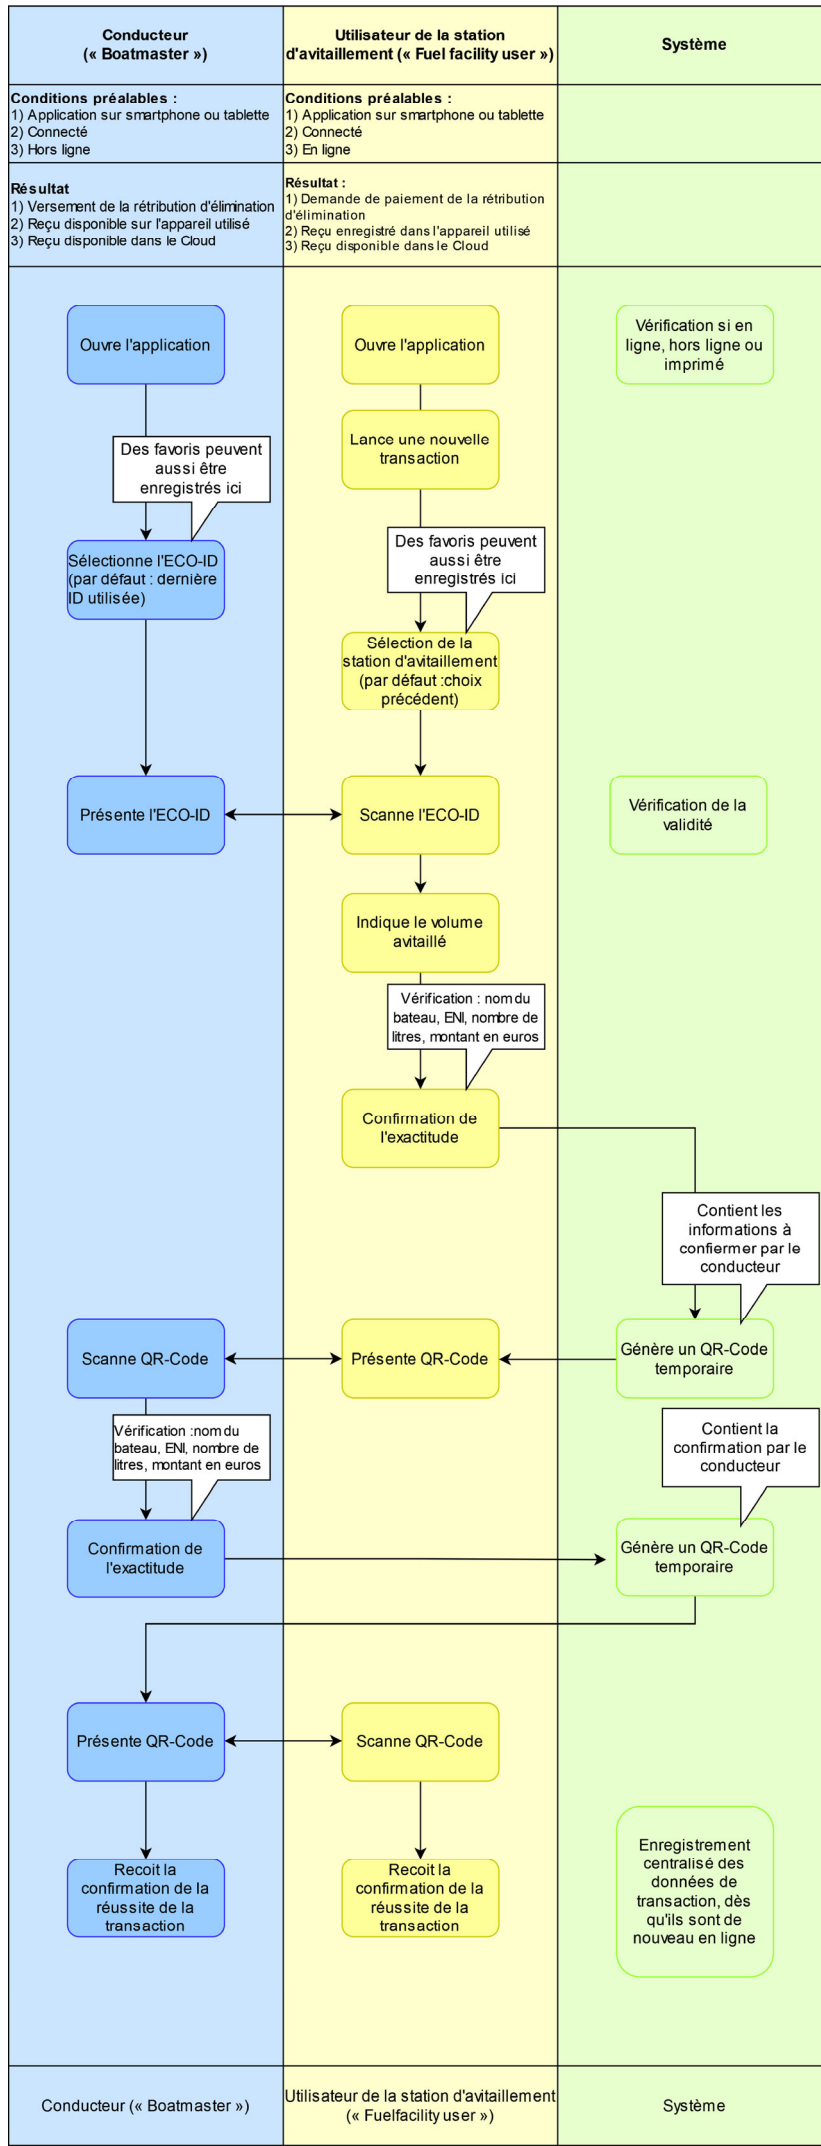 Conducteur
(« Boatmaster »)
Utilisateur de la station
d'avitaillement (« Fuel facility user »)
Système
Conditions préalables :
1) Application sur smartphone ou tablette
2) Connecté
3) Hors ligne
Conditions préalables :
1) Application sur smartphone ou tablette
2) Connecté
3) En ligne
Résultat
1) Versement de la rétribution d'élimination
2) Reçu disponible sur l'appareil utilisé
3) Reçu disponible dans le Cloud
Résultat :
1) Demande de paiement de la rétribution
d'élimination
2) Reçu enregistré dans l'appareil utilisé
3) Reçu disponible dans le Cloud
Ouvre l'application
Ouvre l'application
Vérification si en
ligne, hors ligne ou
imprimé
Lance une nouvelle
transaction
Des favoris peuvent
aussi être
enregistrés ici
Des favoris peuvent
aussi être
enregistrés ici
Sélectionne l'ECO-ID
(par défaut : dernière
ID utilisée)
Sélection de la
station d'avitaillement
(par défaut :choix
précédent)
Présente l'ECO-ID
Scanne l'ECO-ID
Vérification de la
validité
Indique le volume
avitaillé
Vérification : nom du
bateau, ENI, nombre de
litres, montant en euros
Confirmation de
l'exactitude
Contient les
informations à
confiermer par le
conducteur
Scanne QR-Code
Présente QR-Code
Génère un QR-Code
temporaire
Vérification :nom du
bateau, ENI, nombre de
litres, montant en euros
Contient la
confirmation par le
conducteur
Confirmation de
l'exactitude
Génère un QR-Code
temporaire
Présente QR-Code
Scanne QR-Code
Recoit la
confirmation de la
réussite de la
transaction
Recoit la
confirmation de la
réussite de la
transaction
Enregistrement
centralisé des
données de
transaction, dès
qu'ils sont de
nouveau en ligne
Conducteur (« Boatmaster »)
Utilisateur de la station d'avitaillement
(« Fuelfacility user »)
Système